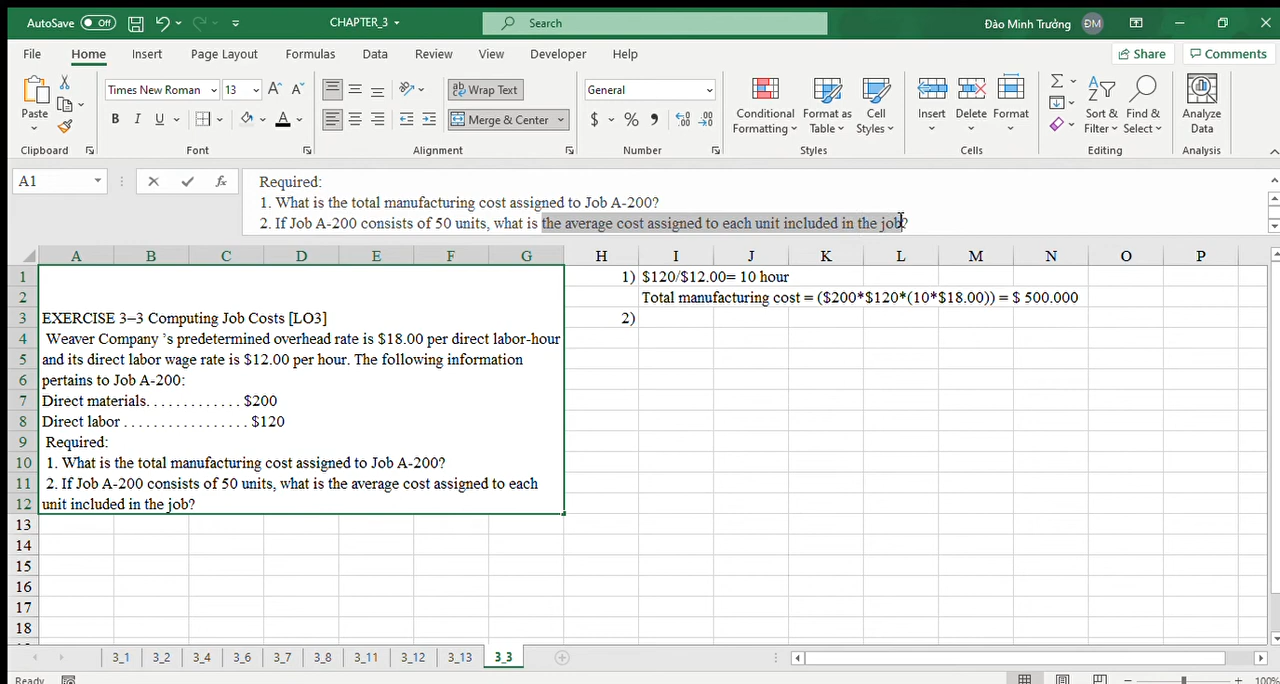 AutoSave Off CHAPTER_3 Search Đào Minh Trưởng ĐM
File Home Insert Page Layout Formulas Data Review View Developer Help Share Comments
Times New Roman 13 Wrap Text General
Paste B I U Merge & Center $ % Conditional Formatting Format as Table Cell Styles Insert Delete Format Sort & Filter Find & Select Analyze Data
Clipboard Font Alignment Number Styles Cells Editing Analysis
A1 fx Required:
1. What is the total manufacturing cost assigned to Job A-200?
2. If Job A-200 consists of 50 units, what is the average cost assigned to each unit included in the job?
A B C D E F G H I J K L M N O P
1 1) $120/$12.00= 10 hour
2 Total manufacturing cost = ($200*$120*(10*$18.00)) = $ 500.000
3 EXERCISE 3–3 Computing Job Costs [LO3] 2)
4 Weaver Company 's predetermined overhead rate is $18.00 per direct labor-hour
5 and its direct labor wage rate is $12.00 per hour. The following information
6 pertains to Job A-200:
7 Direct materials. . . . . . . . . . . . . $200
8 Direct labor . . . . . . . . . . . . . . . . . $120
9 Required:
10 1. What is the total manufacturing cost assigned to Job A-200?
11 2. If Job A-200 consists of 50 units, what is the average cost assigned to each
12 unit included in the job?
13
14
15
16
17
18
3_1 3_2 3_4 3_6 3_7 3_8 3_11 3_12 3_13 3_3
Ready 100%